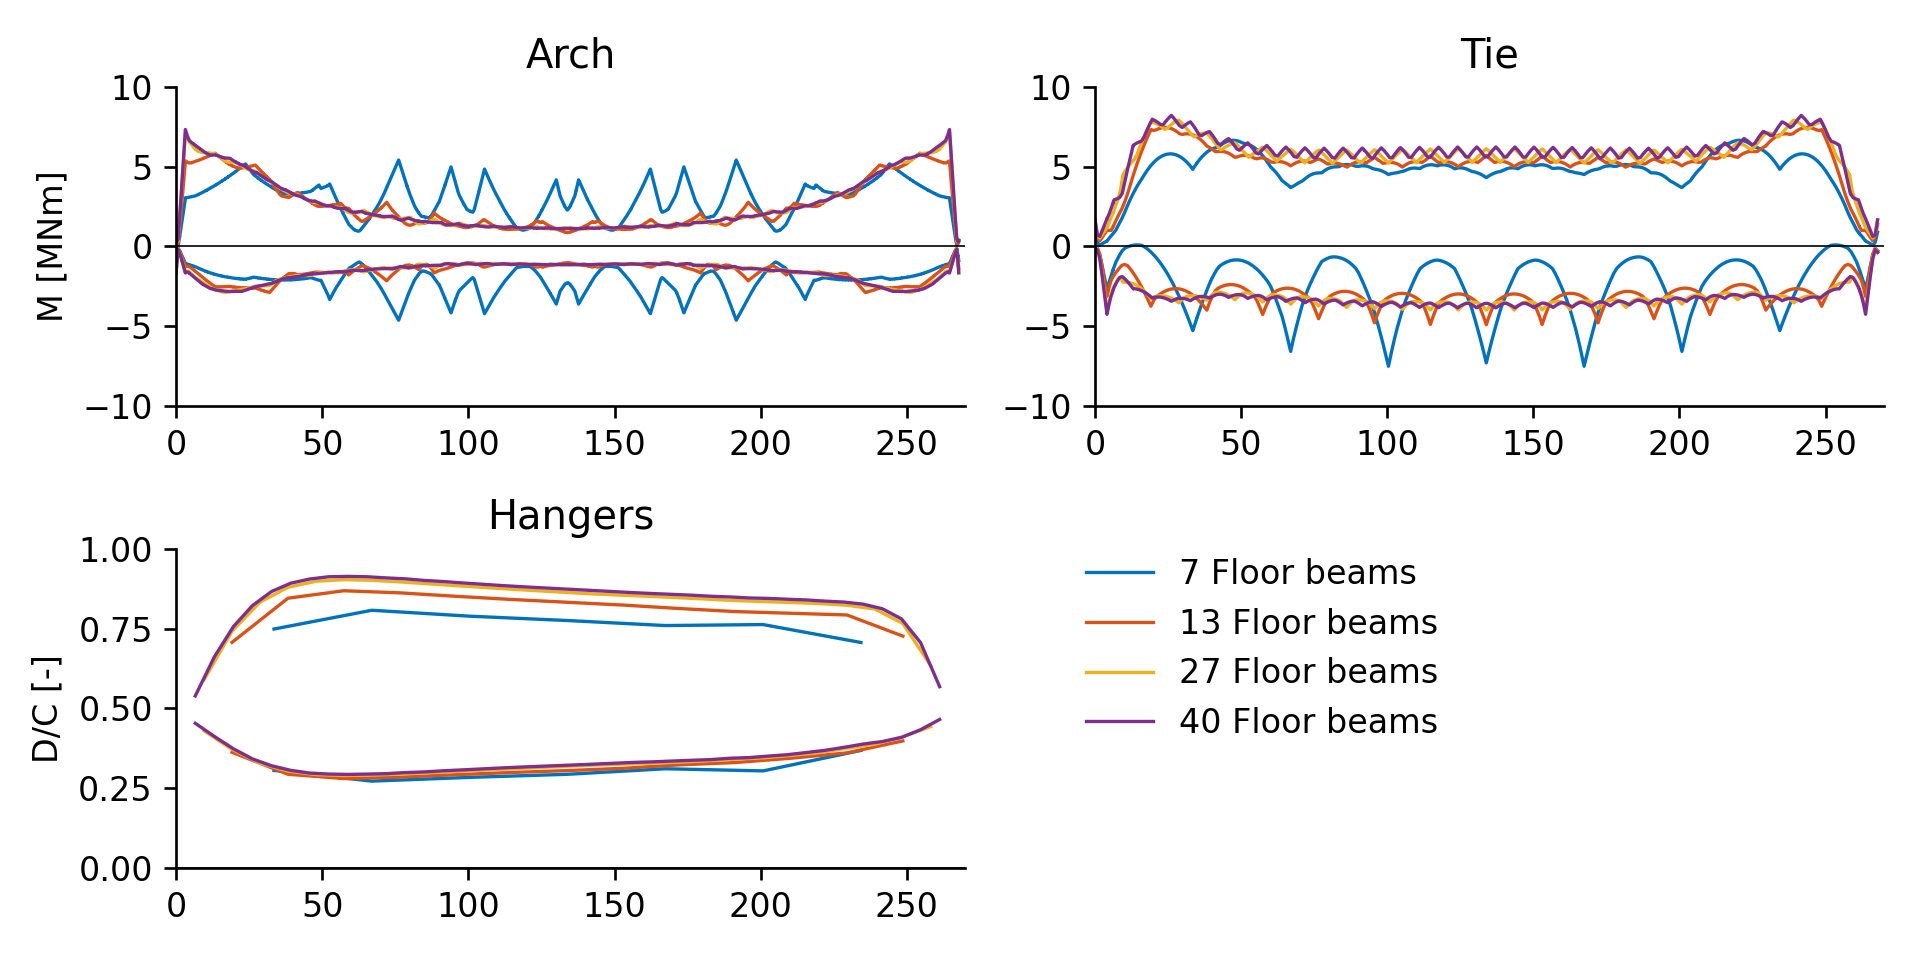 Arch
M [MNm]
10
5
0
−5
−10
0 50 100 150 200 250
Tie
10
5
0
−5
−10
0 50 100 150 200 250
Hangers
D/C [-]
1.00
0.75
0.50
0.25
0.00
0 50 100 150 200 250
7 Floor beams
13 Floor beams
27 Floor beams
40 Floor beams